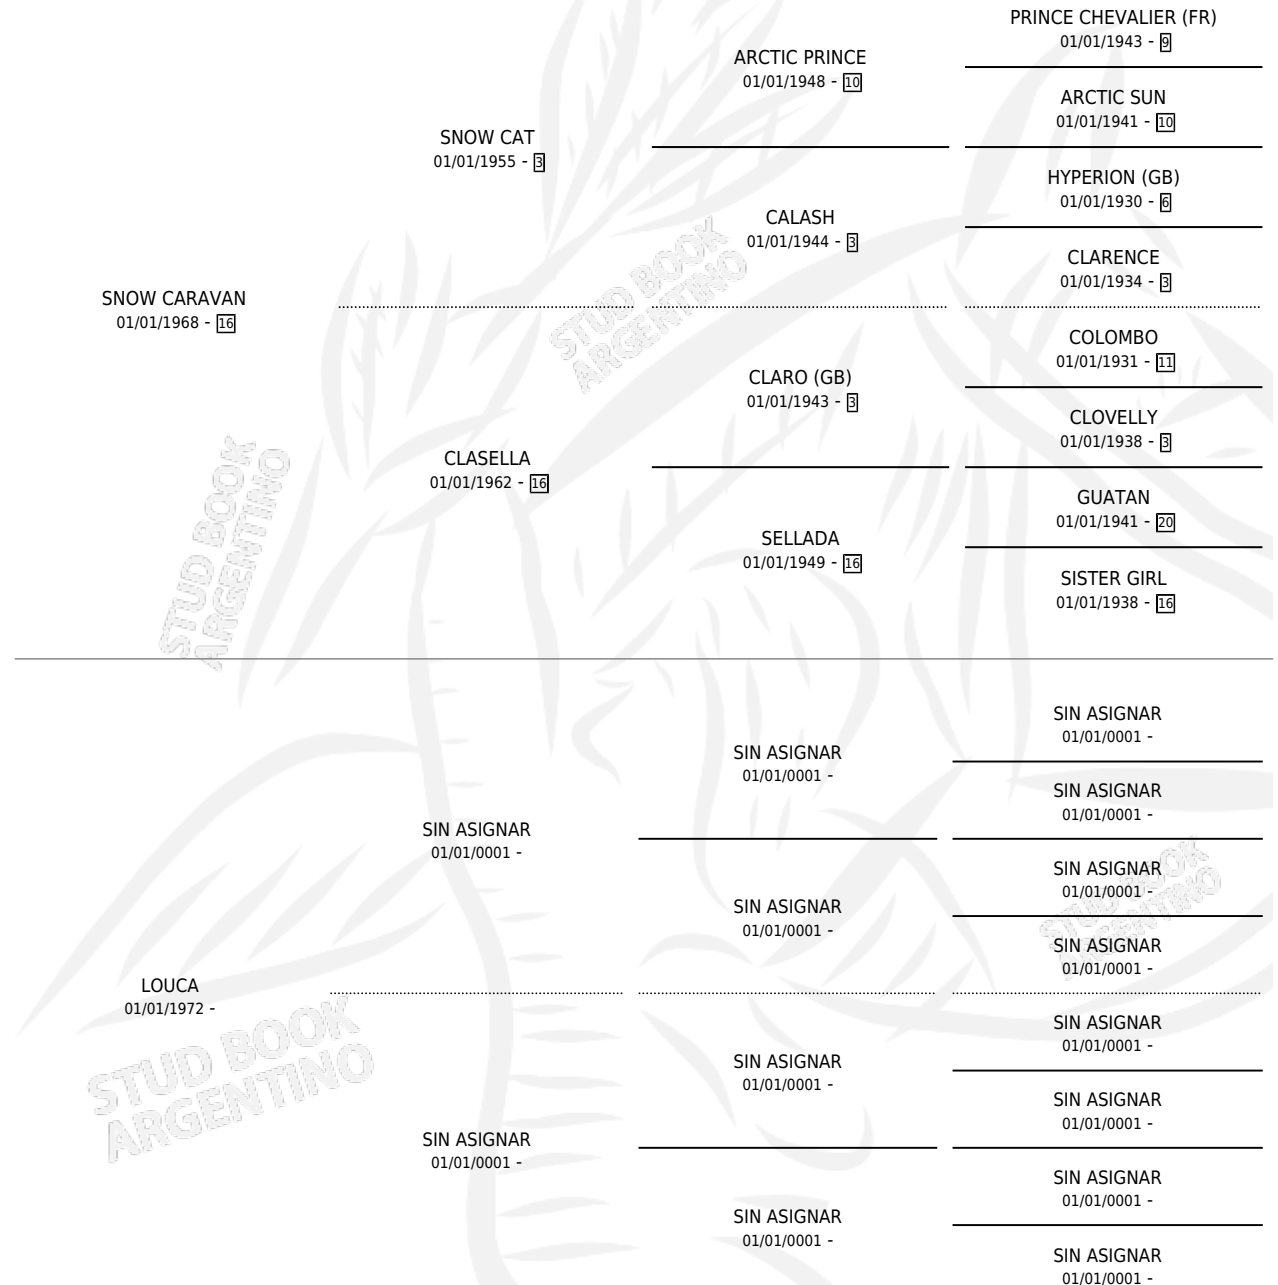 PRINCE CHEVALIER (FR)
01/01/1943 - 9
ARCTIC PRINCE
01/01/1948 - 10
ARCTIC SUN
01/01/1941 - 10
SNOW CAT
01/01/1955 - 3
HYPERION (GB)
01/01/1930 - 6
CALASH
01/01/1944 - 3
CLARENCE
01/01/1934 - 3
SNOW CARAVAN
01/01/1968 - 16
STUD BOOK
ARGENTINO
COLOMBO
01/01/1931 - 11
CLARO (GB)
01/01/1943 - 3
CLOVELLY
01/01/1938 - 3
CLASELLA
01/01/1962 - 16
GUATAN
01/01/1941 - 20
SELLADA
01/01/1949 - 16
SISTER GIRL
01/01/1938 - 16
STUD BOOK
ARGENTINO
SIN ASIGNAR
01/01/0001 -
SIN ASIGNAR
01/01/0001 -
SIN ASIGNAR
01/01/0001 -
SIN ASIGNAR
01/01/0001 -
SIN ASIGNAR
01/01/0001 -
SIN ASIGNAR
01/01/0001 -
SIN ASIGNAR
01/01/0001 -
STUD BOOK
ARGENTINO
LOUCA
01/01/1972 -
SIN ASIGNAR
01/01/0001 -
SIN ASIGNAR
01/01/0001 -
SIN ASIGNAR
01/01/0001 -
SIN ASIGNAR
01/01/0001 -
SIN ASIGNAR
01/01/0001 -
SIN ASIGNAR
01/01/0001 -
SIN ASIGNAR
01/01/0001 -
STUD BOOK
ARGENTINO